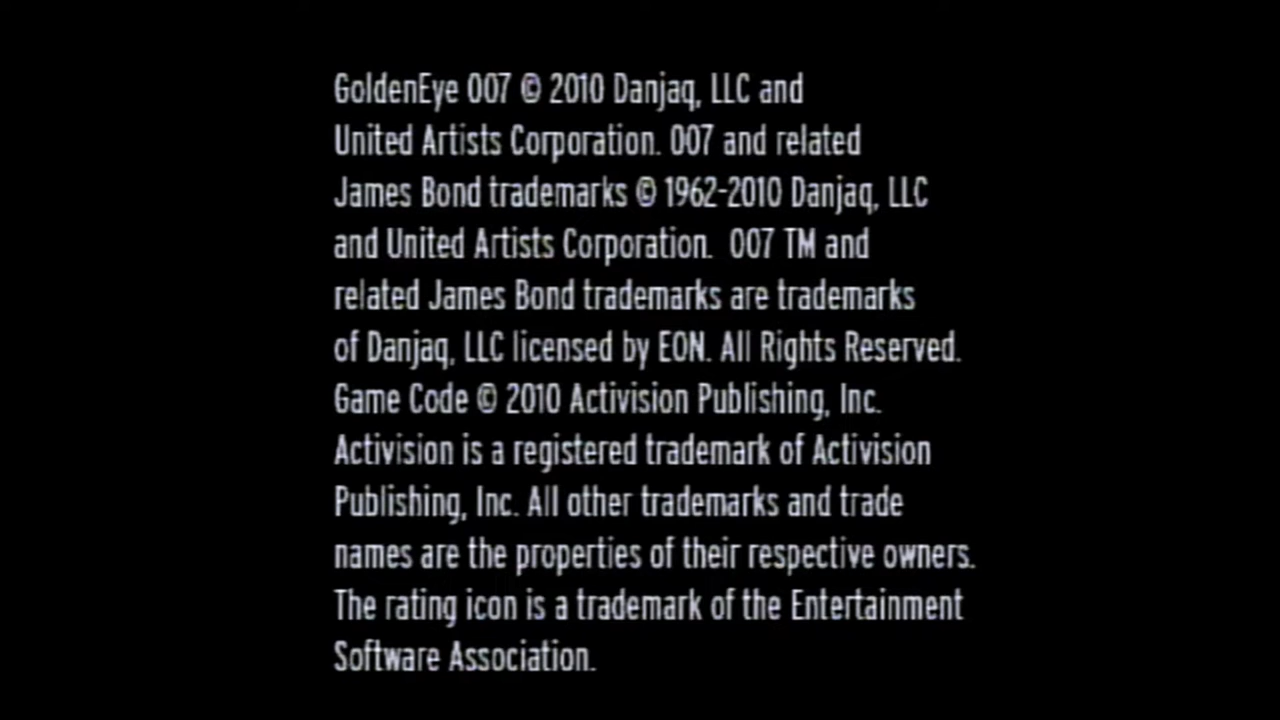 GoldenEye 007 © 2010 Danjaq, LLC and
United Artists Corporation. 007 and related
James Bond trademarks © 1962-2010 Danjaq, LLC
and United Artists Corporation.  007 TM and
related James Bond trademarks are trademarks
of Danjaq, LLC licensed by EON. All Rights Reserved.
Game Code © 2010 Activision Publishing, Inc.
Activision is a registered trademark of Activision
Publishing, Inc. All other trademarks and trade
names are the properties of their respective owners.
The rating icon is a trademark of the Entertainment
Software Association.